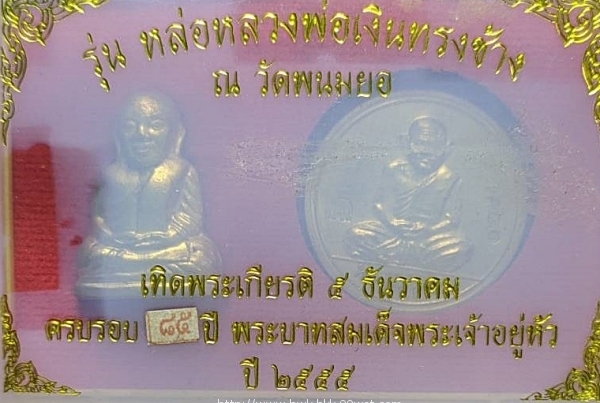 รุ่น หล่อหลวงพ่อเงินทรงช้าง
ณ วัดพนมยอ
เทิดพระเกียรติ ๕ ธันวาคม
ครบรอบ ๘๕ ปี พระบาทสมเด็จพระเจ้าอยู่หัว
ปี ๒๕๕๕